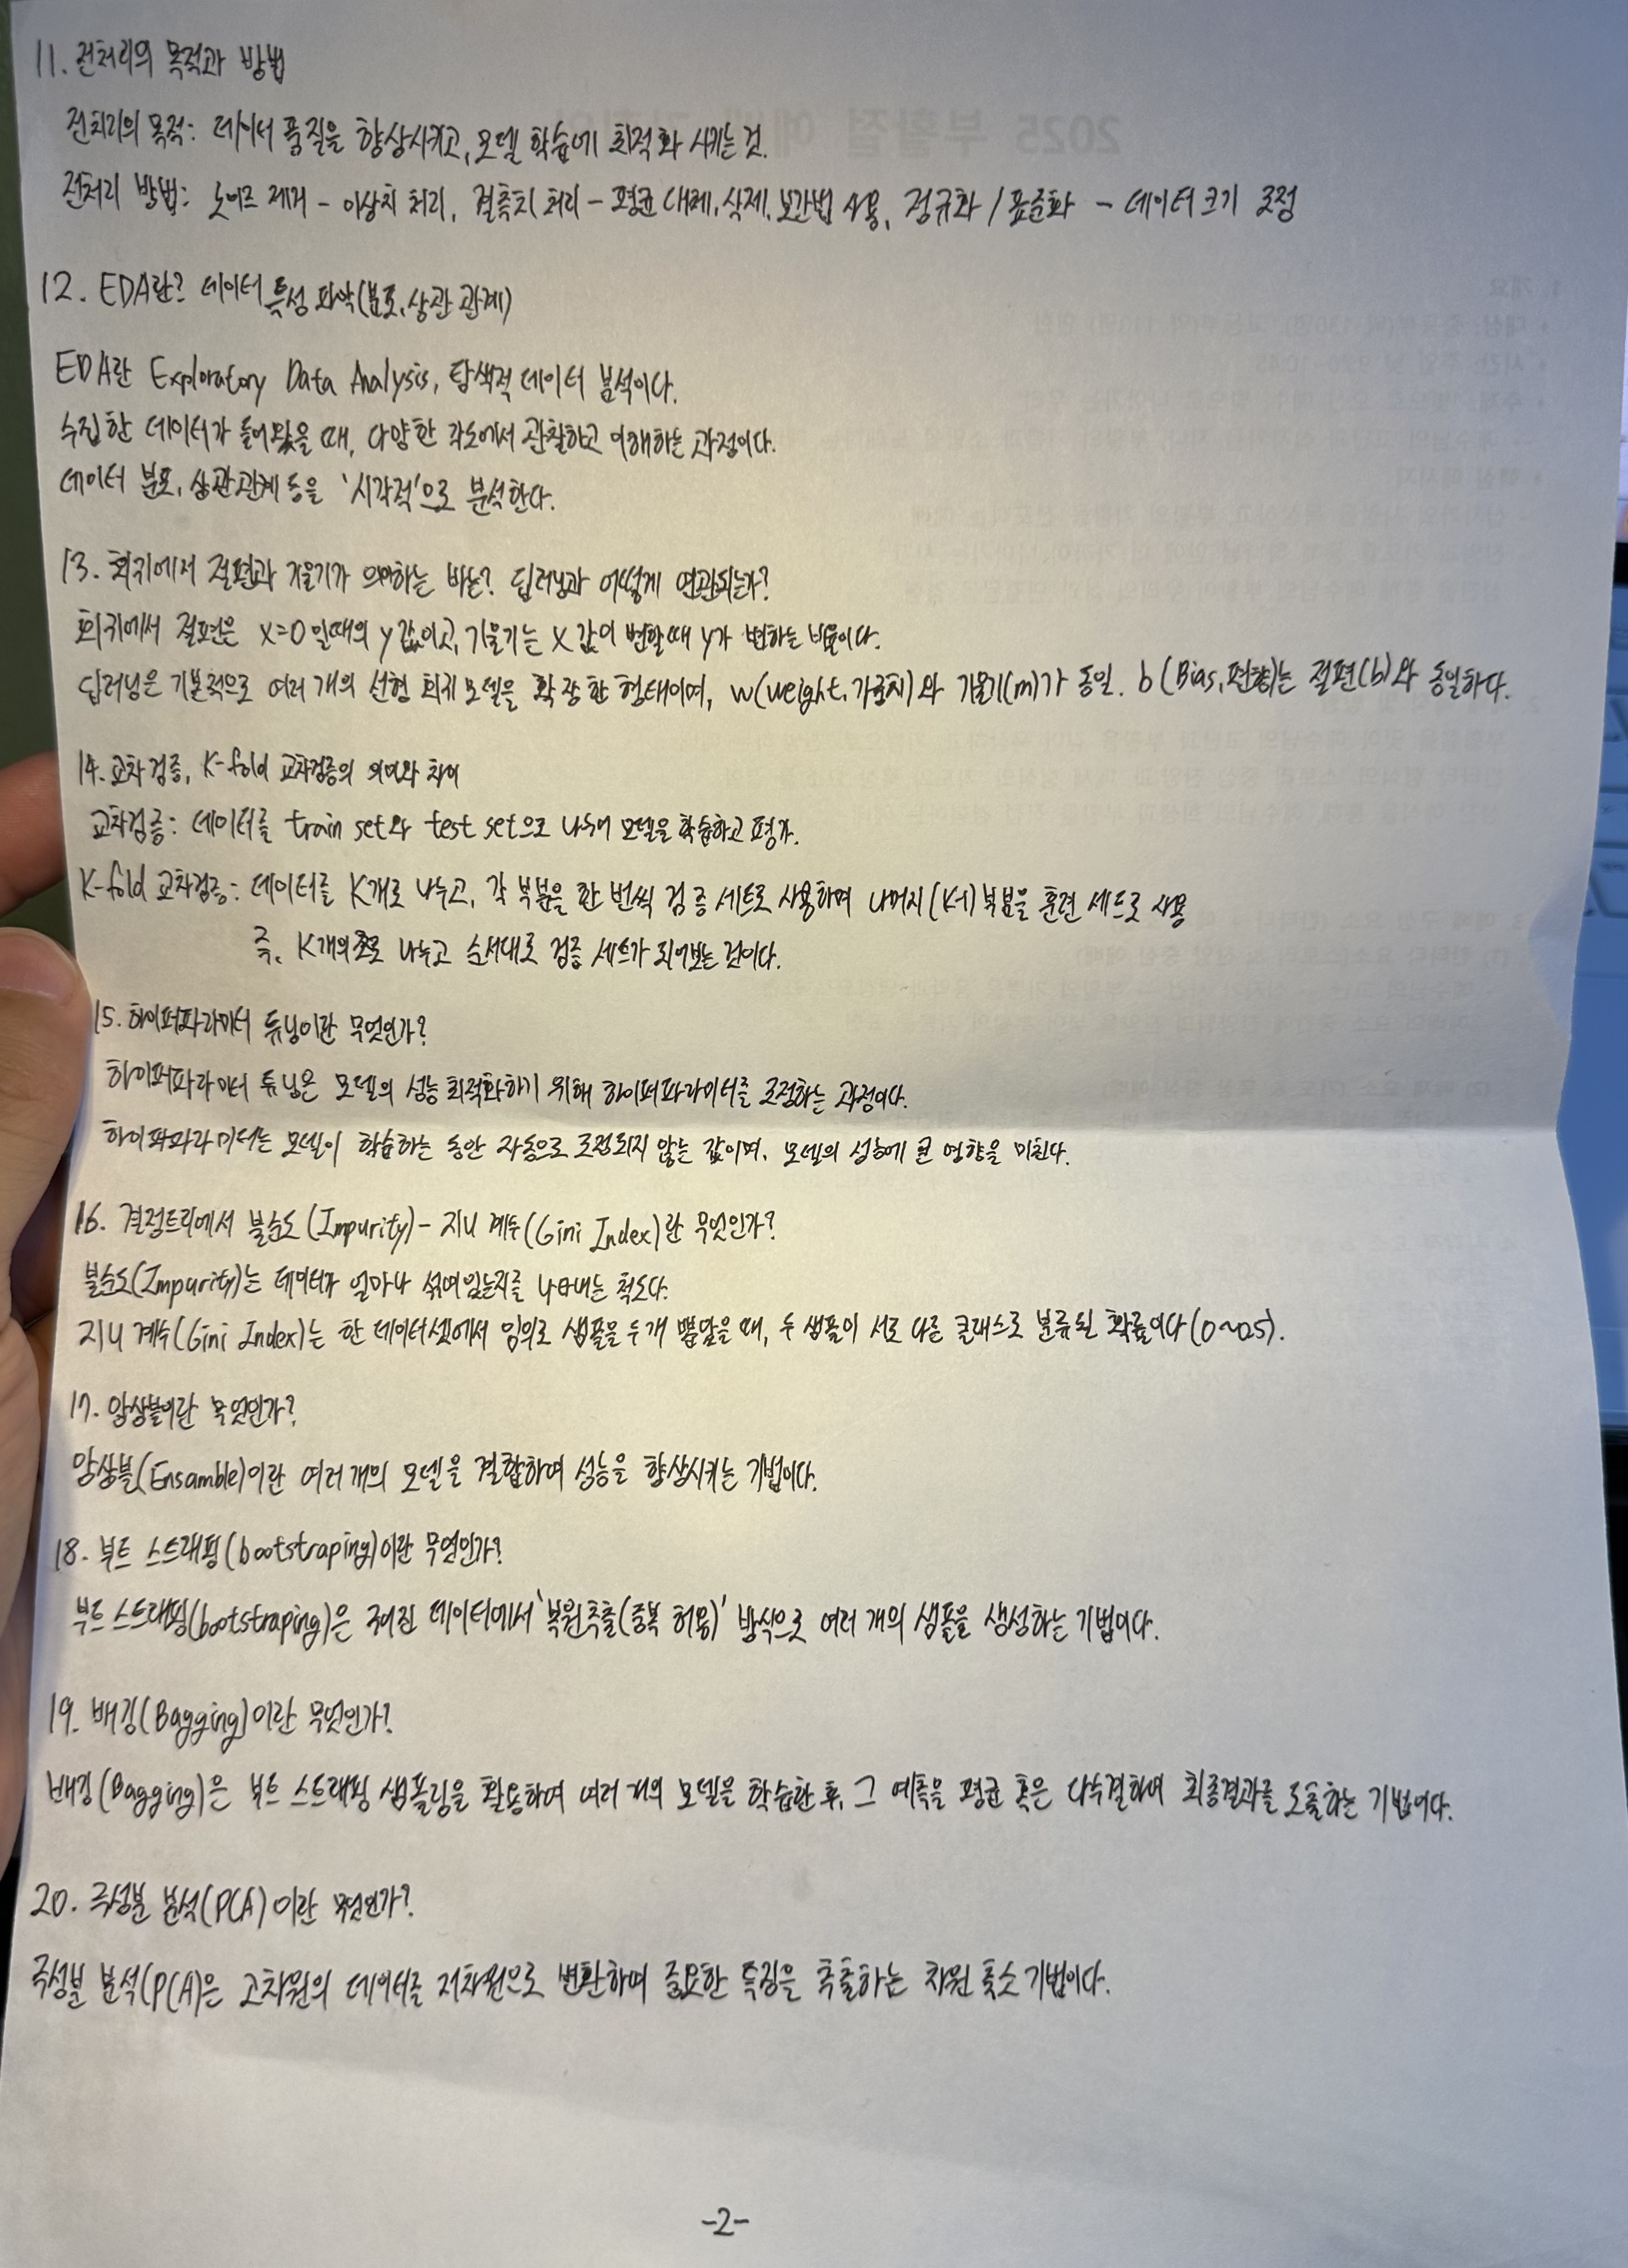 11. 전처리의 목적과 방법
전처리의 목적: 데이터 품질을 향상시키고, 모델 학습에 최적화 시키는 것.
전처리 방법: 노이즈 제거 - 이상치 처리, 결측치 처리 - 평균 대체, 삭제, 보간법 사용, 정규화 / 표준화 - 데이터 크기 조정
12. EDA란? 데이터 특성 파악(분포, 상관 관계)
EDA란 Exploratory Data Analysis, 탐색적 데이터 분석이다.
수집한 데이터가 들어왔을 때, 다양한 각도에서 관찰하고 이해하는 과정이다.
데이터 분포, 상관관계 등을 '시각적'으로 분석한다.
13. 회귀에서 절편과 기울기가 의미하는 바는? 딥러닝과 어떻게 연관되는가?
회귀에서 절편은 x=0일때의 y값이고, 기울기는 x값이 변할때 y가 변하는 비율이다.
딥러닝은 기본적으로 여러 개의 선형 회귀 모델을 확장한 형태이며, w(weight, 가중치)와 기울기(m)가 동일. b(Bias, 편향)는 절편(b)와 동일하다.
14. 교차검증, K-fold 교차검증의 의미와 차이
교차검증: 데이터를 train set와 test set으로 나누어 모델을 학습하고 평가.
K-fold 교차검증: 데이터를 K개로 나누고, 각 부분을 한 번씩 검증 세트로 사용하며 나머지(K-1)부분을 훈련 세트로 사용
즉, K개의 나누고 순서대로 검증 세트가 되어보는 것이다.
15. 하이퍼파라미터 튜닝이란 무엇인가?
하이퍼파라미터 튜닝은 모델의 성능 최적화하기 위해 하이퍼파라미터를 조정하는 과정이다.
하이퍼파라미터는 모델이 학습하는 동안 자동으로 조정되지 않는 값이며, 모델의 성능에 큰 영향을 미친다.
16. 결정트리에서 불순도(Impurity)- 지니 계수(Gini Index)란 무엇인가?
불순도(Impurity)는 데이터가 얼마나 섞여있는지를 나타내는 척도다.
지니 계수(Gini Index)는 한 데이터셋에서 임의로 샘플을 두개 뽑았을 때, 두 샘플이 서로 다른 클래스로 분류될 확률이다(0~0.5).
17. 앙상블이란 무엇인가?
앙상블(Ensamble)이란 여러개의 모델을 결합하여 성능을 향상시키는 기법이다.
18. 부트 스트래핑(bootstraping)이란 무엇인가?
부트 스트래핑(bootstraping)은 주어진 데이터에서 '복원추출(중복 허용)' 방식으로 여러 개의 샘플을 생성하는 기법이다.
19. 배깅(Bagging)이란 무엇인가?
배깅(Bagging)은 부트 스트래핑 샘플링을 활용하여 여러 개의 모델을 학습한 후, 그 예측을 평균 혹은 다수결하여 최종결과를 도출하는 기법이다.
20. 주성분 분석(PCA)이란 무엇인가?
주성분 분석(PCA)은 고차원의 데이터를 저차원으로 변환하여 중요한 특징을 추출하는 차원 축소 기법이다.
-2-